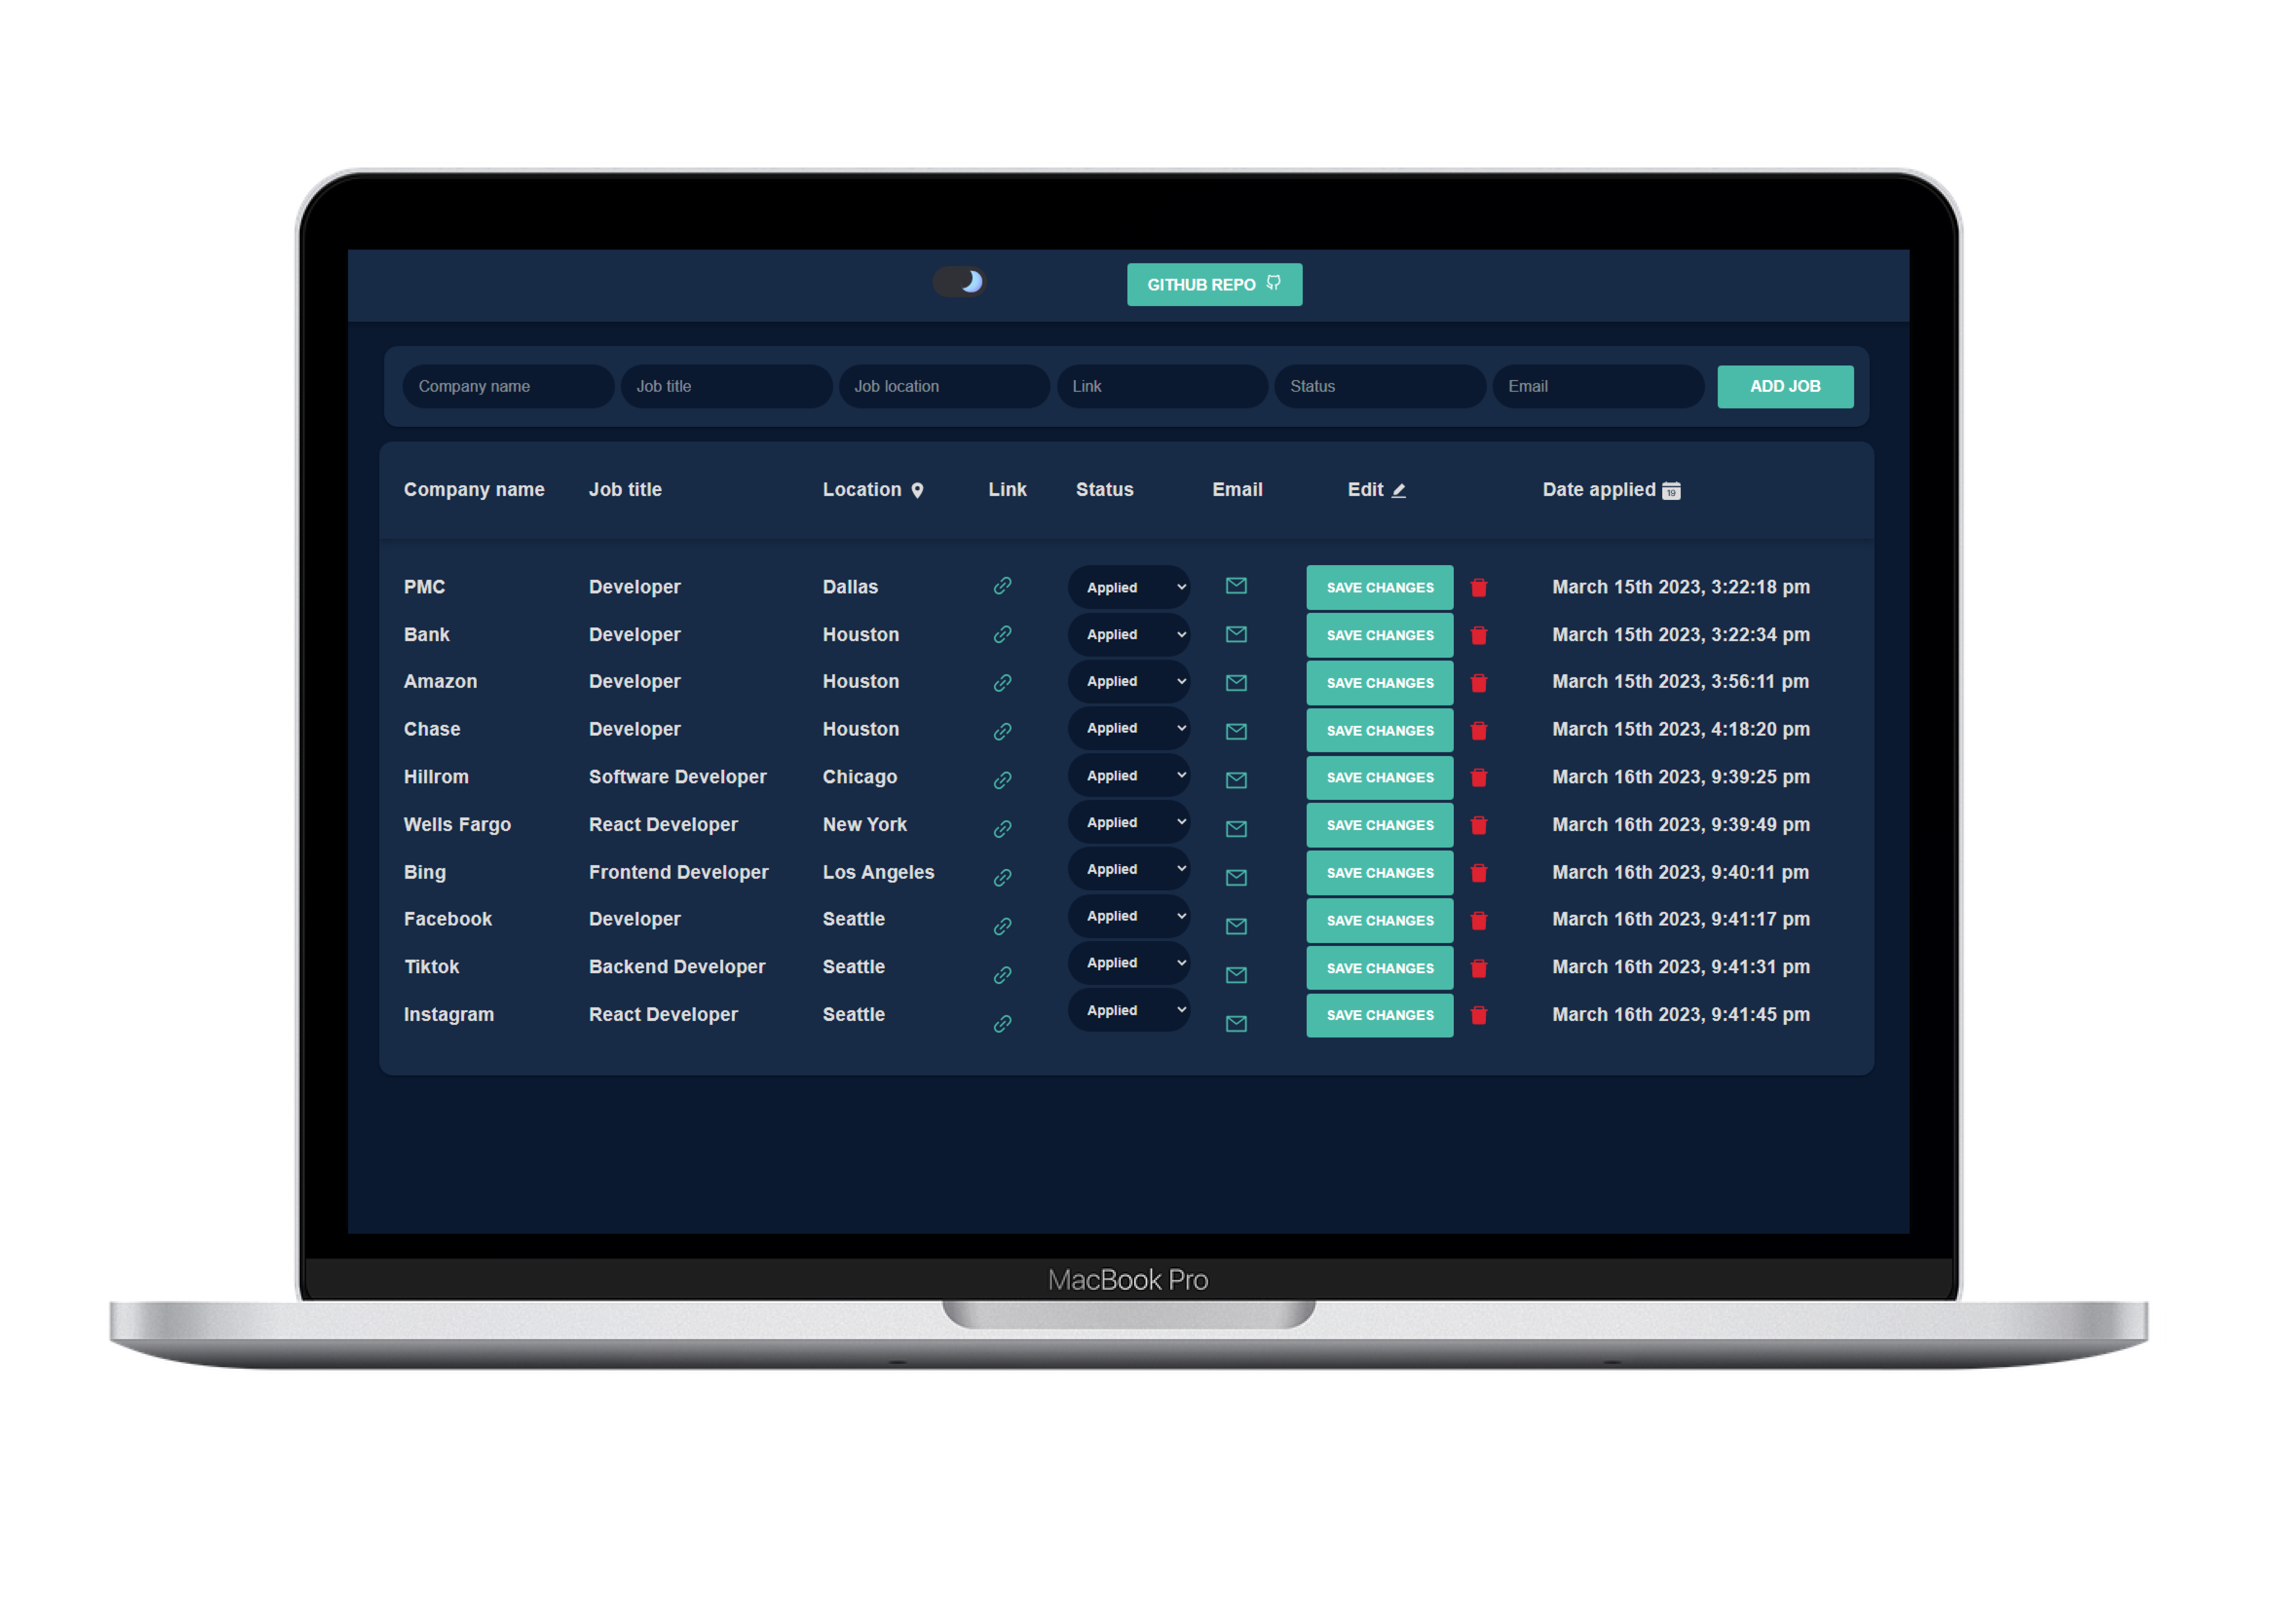 GITHUB REPO
Company name Job title Job location Link Status Email ADD JOB
Company name Job title Location Link Status Email Edit Date applied 19
PMC Developer Dallas Applied SAVE CHANGES March 15th 2023, 3:22:18 pm
Bank Developer Houston Applied SAVE CHANGES March 15th 2023, 3:22:34 pm
Amazon Developer Houston Applied SAVE CHANGES March 15th 2023, 3:56:11 pm
Chase Developer Houston Applied SAVE CHANGES March 15th 2023, 4:18:20 pm
Hillrom Software Developer Chicago Applied SAVE CHANGES March 16th 2023, 9:39:25 pm
Wells Fargo React Developer New York Applied SAVE CHANGES March 16th 2023, 9:39:49 pm
Bing Frontend Developer Los Angeles Applied SAVE CHANGES March 16th 2023, 9:40:11 pm
Facebook Developer Seattle Applied SAVE CHANGES March 16th 2023, 9:41:17 pm
Tiktok Backend Developer Seattle Applied SAVE CHANGES March 16th 2023, 9:41:31 pm
Instagram React Developer Seattle Applied SAVE CHANGES March 16th 2023, 9:41:45 pm
MacBook Pro